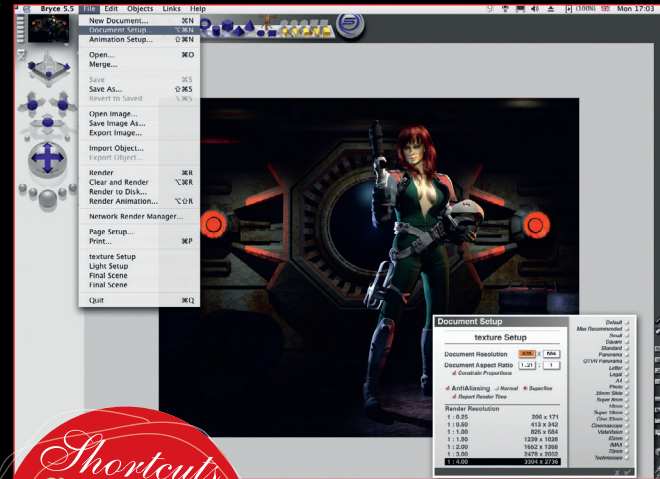 Bryce 5.5 File Edit Objects Links Help (100%) Mon 17:03
New Document... ⌘N
Document Setup... ⌥⌘N
Animation Setup... ⇧⌘N
Open... ⌘O
Merge...
Save ⌘S
Save As... ⇧⌘S
Revert to Saved ⌥⌘S
Open Image...
Save Image As...
Export Image...
Import Object...
Export Object...
Render ⌘R
Clear and Render ⌥⌘R
Render to Disk...
Render Animation... ⌥⇧R
Network Render Manager...
Page Setup...
Print... ⌘P
texture Setup
Light Setup
Final Scene
Final Scene
Quit ⌘Q
Document Setup
texture Setup
Document Resolution 826 X 684
Document Aspect Ratio 1.21 : 1
Constrain Proportions
AntiAliasing Normal Superfine
Report Render Time
Render Resolution
1 : 0.25 206 x 171
1 : 0.50 413 x 342
1 : 1.00 826 x 684
1 : 1.50 1239 x 1026
1 : 2.00 1652 x 1368
1 : 3.00 2478 x 2052
1 : 4.00 3304 x 2736
Default
Max Recommended
Small
Square
Standard
Panorama
QTVR Panorama
Letter
Legal
A4
Photo
35mm Slide
Super 8mm
16mm
Super 16mm
Cine 35mm
Cinemascope
VistaVision
65mm
IMAX
70mm
Techniscope
Shortcuts